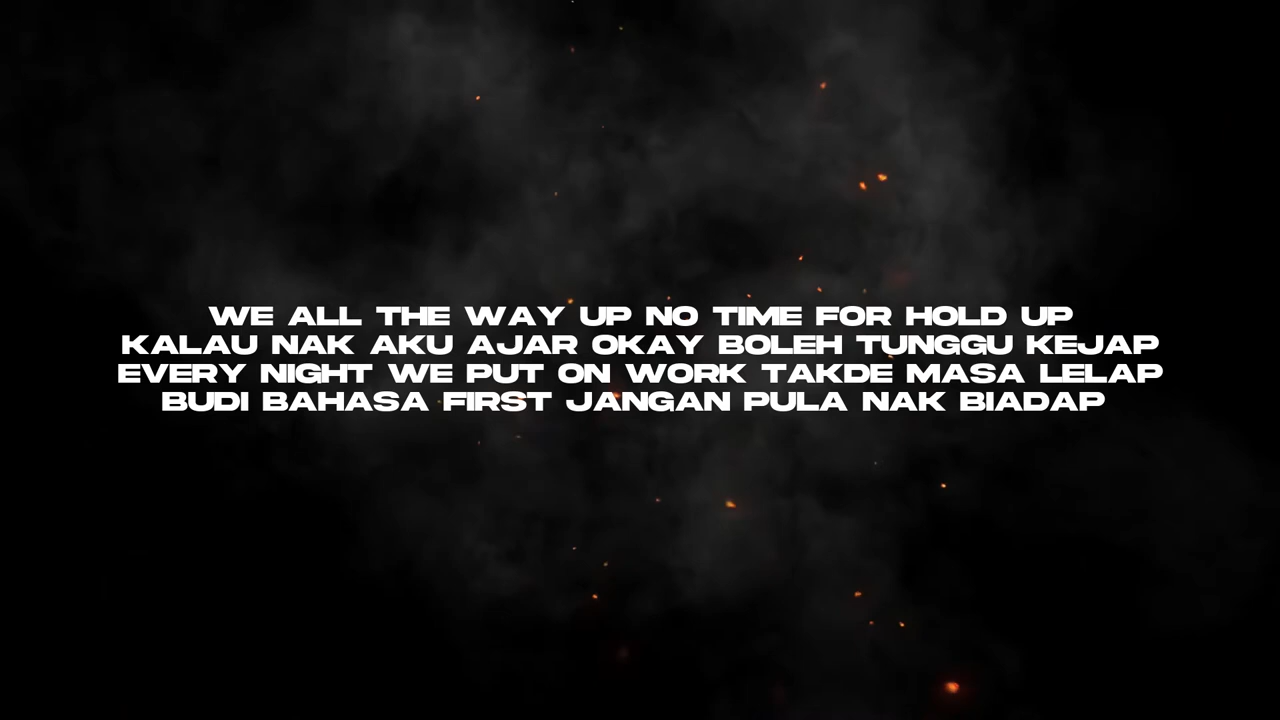 WE ALL THE WAY UP NO TIME FOR HOLD UP
KALAU NAK AKU AJAR OKAY BOLEH TUNGGU KEJAP
EVERY NIGHT WE PUT ON WORK TAKDE MASA LELAP
BUDI BAHASA FIRST JANGAN PULA NAK BIADAP